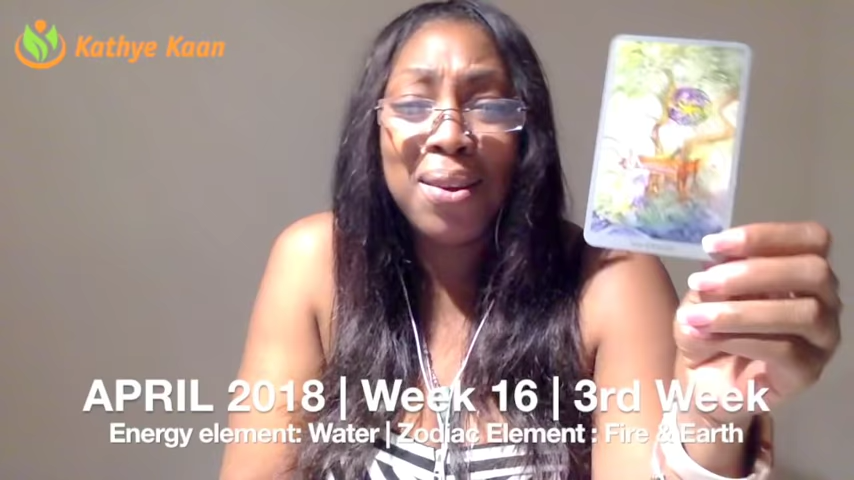 Kathye Kaan
APRIL 2018 | Week 16 | 3rd Week
Energy element: Water | Zodiac Element : Fire & Earth